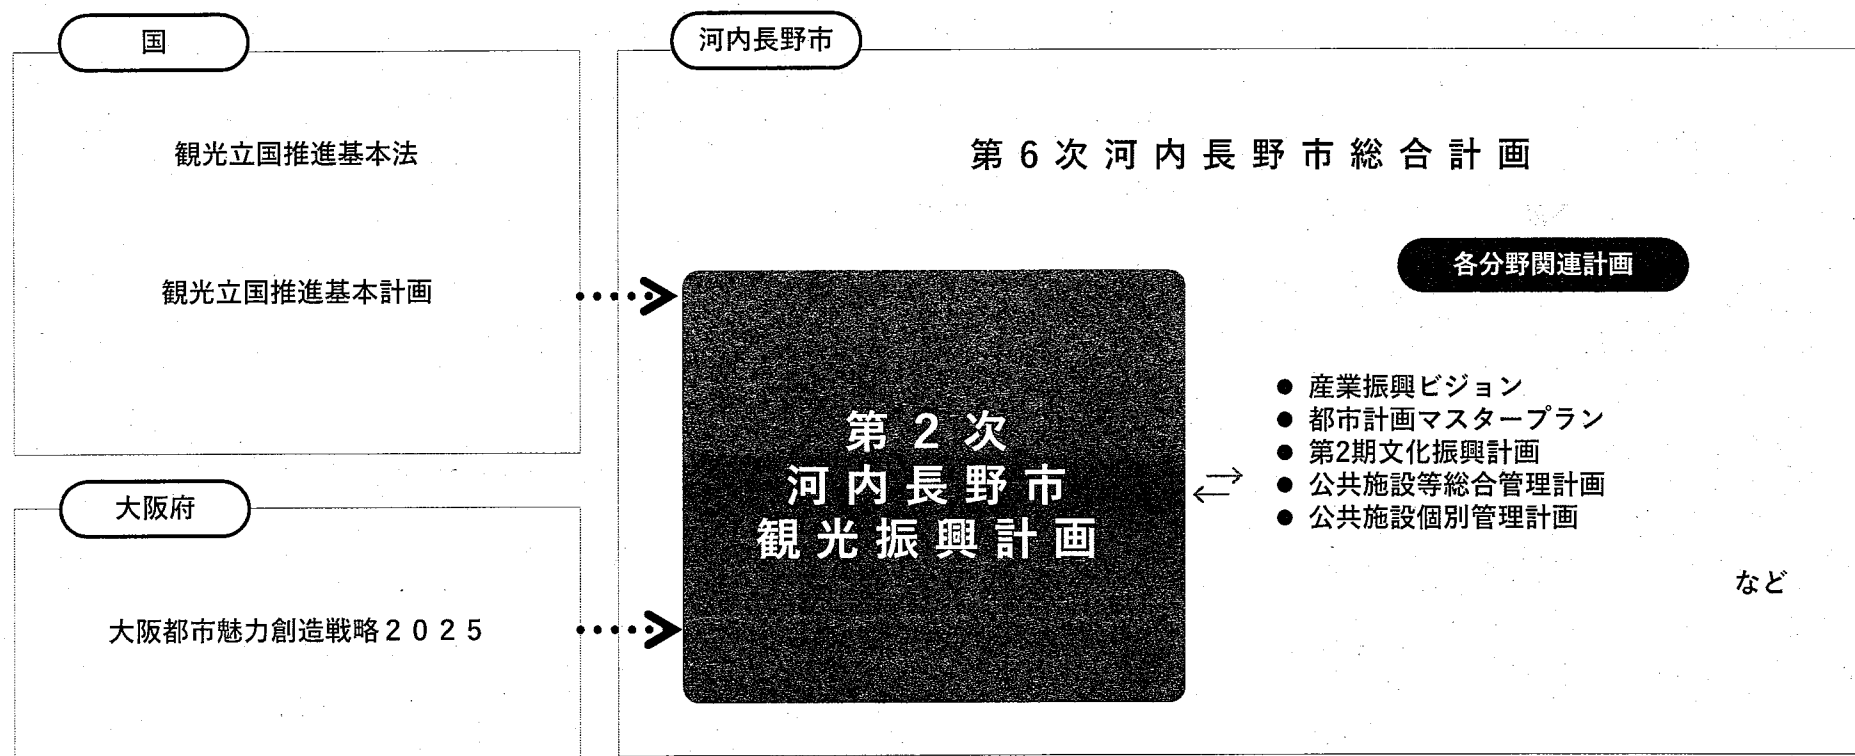 国
観光立国推進基本法
観光立国推進基本計画
大阪府
大阪都市魅力創造戦略２０２５
河内長野市
第６次河内長野市総合計画
第２次
河内長野市
観光振興計画
各分野関連計画
● 産業振興ビジョン
● 都市計画マスタープラン
● 第2期文化振興計画
● 公共施設等総合管理計画
● 公共施設個別管理計画
など